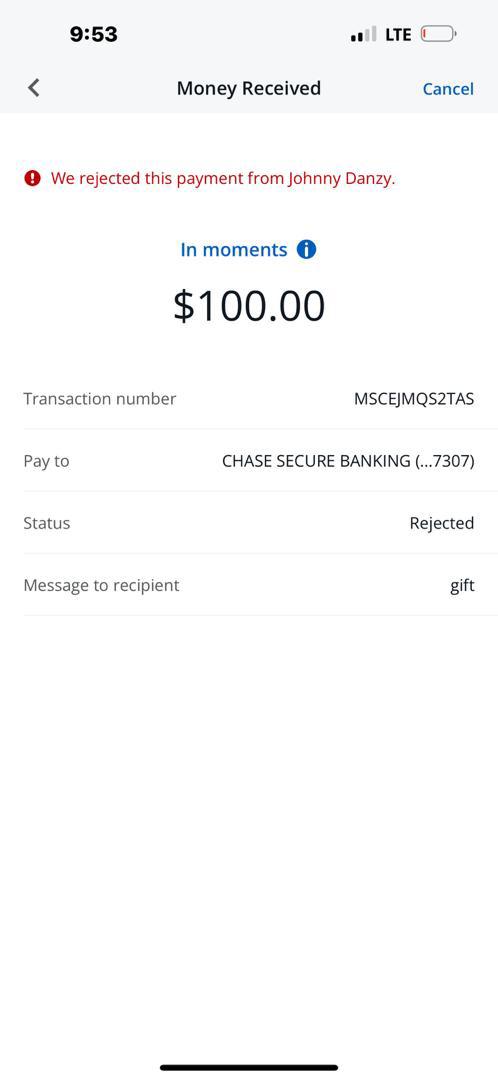 9:53
LTE
Money Received
Cancel
We rejected this payment from Johnny Danzy.
In moments
$100.00
Transaction number MSCEJMQS2TAS
Pay to CHASE SECURE BANKING (...7307)
Status Rejected
Message to recipient gift